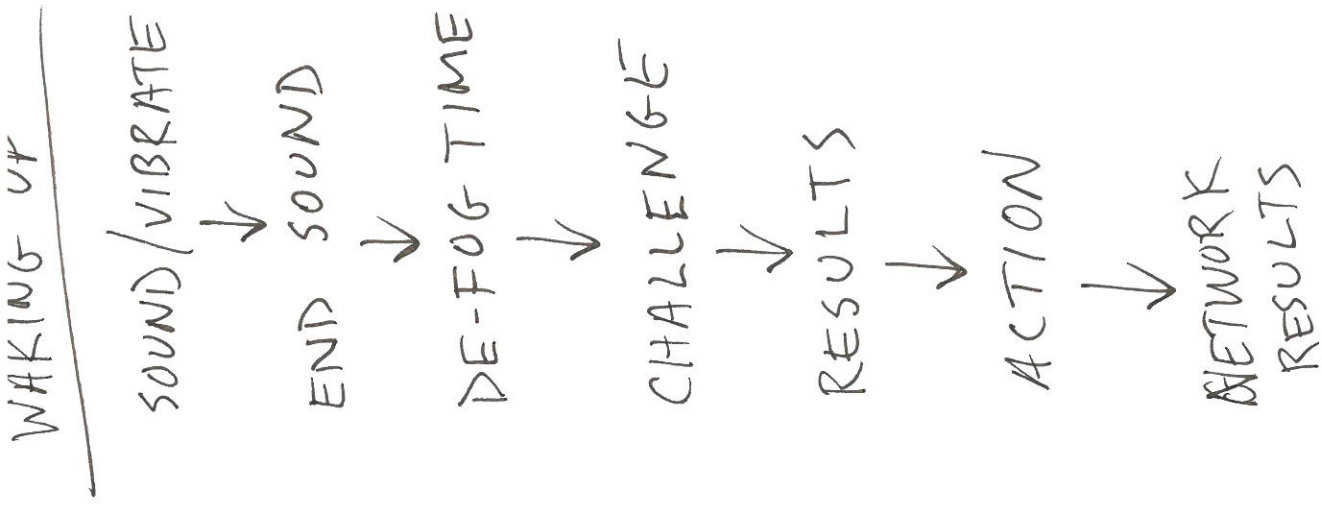 WAKING UP
SOUND/VIBRATE
↓
END SOUND
↓
DE-FOG TIME
↓
CHALLENGE
↓
RESULTS
↓
ACTION
↓
NETWORK
RESULTS